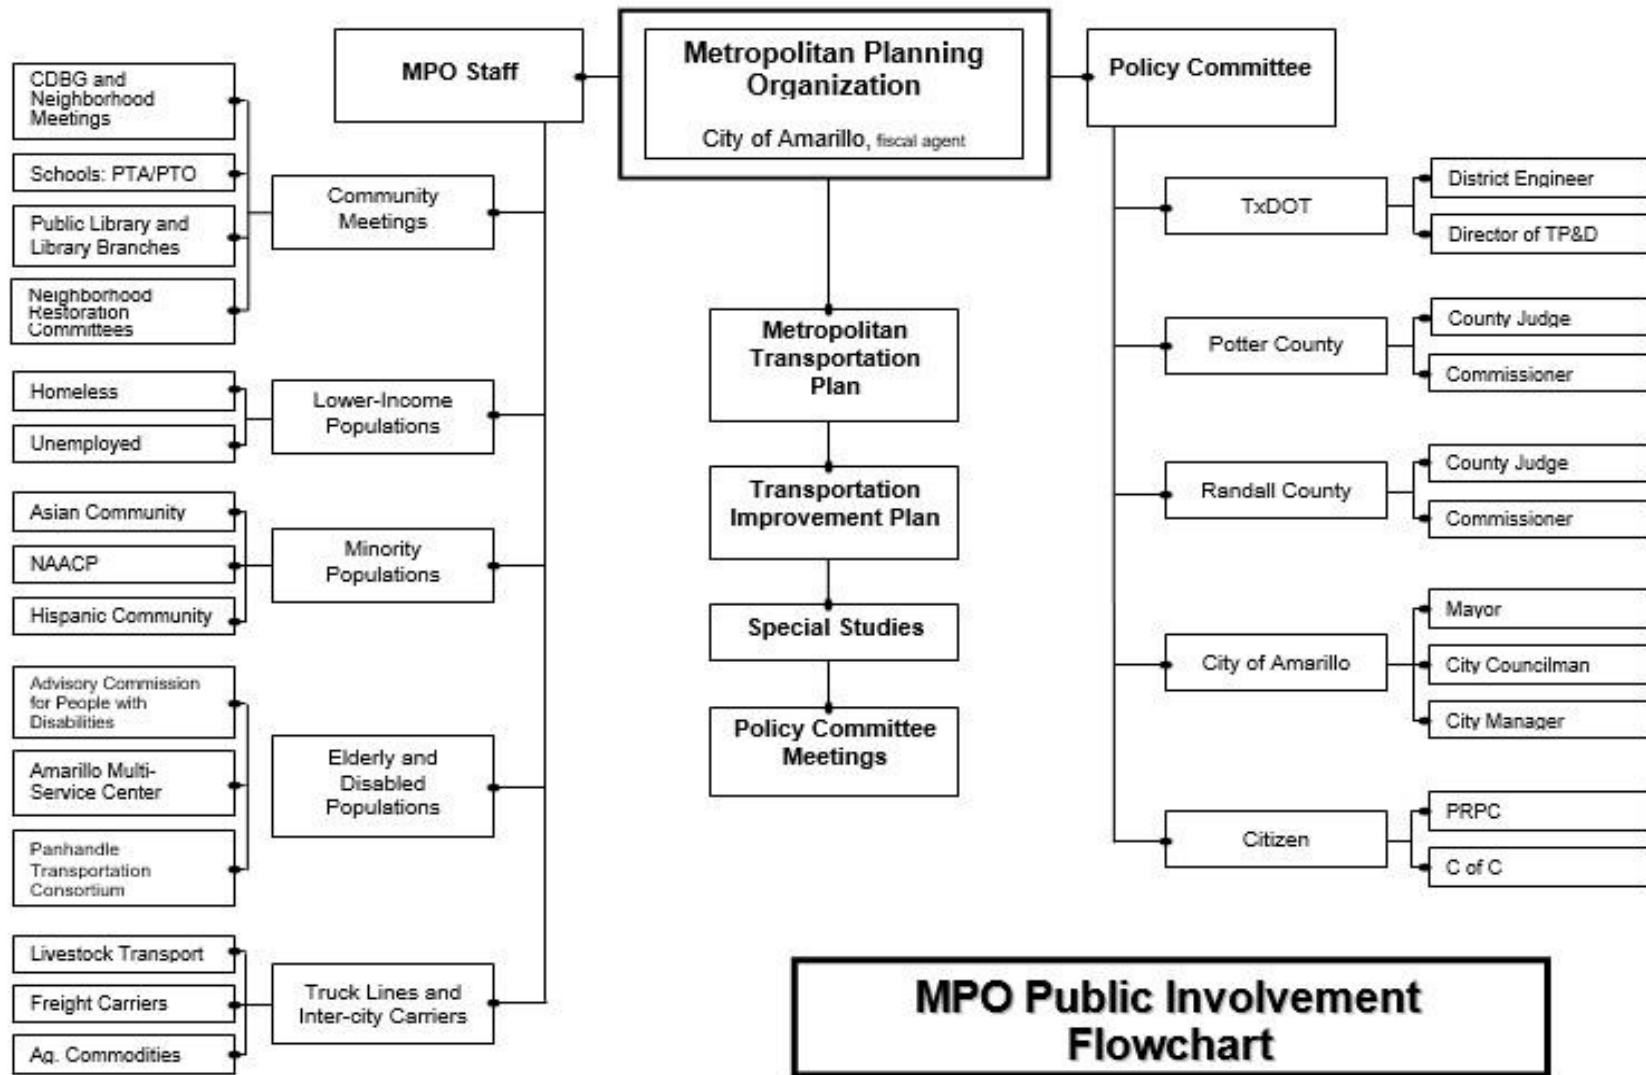 MPO Staff
Metropolitan Planning
Organization
City of Amarillo, fiscal agent
Policy Committee
CDBG and
Neighborhood
Meetings
Schools: PTA/PTO
Public Library and
Library Branches
Neighborhood
Restoration
Committees
Community
Meetings
Homeless
Unemployed
Lower-Income
Populations
Asian Community
NAACP
Hispanic Community
Minority
Populations
Advisory Commission
for People with
Disabilities
Amarillo Multi-
Service Center
Panhandle
Transportation
Consortium
Elderly and
Disabled
Populations
Livestock Transport
Freight Carriers
Ag. Commodities
Truck Lines and
Inter-city Carriers
Metropolitan
Transportation
Plan
Transportation
Improvement Plan
Special Studies
Policy Committee
Meetings
TxDOT
District Engineer
Director of TP&D
Potter County
County Judge
Commissioner
Randall County
County Judge
Commissioner
City of Amarillo
Mayor
City Councilman
City Manager
Citizen
PRPC
C of C
MPO Public Involvement
Flowchart